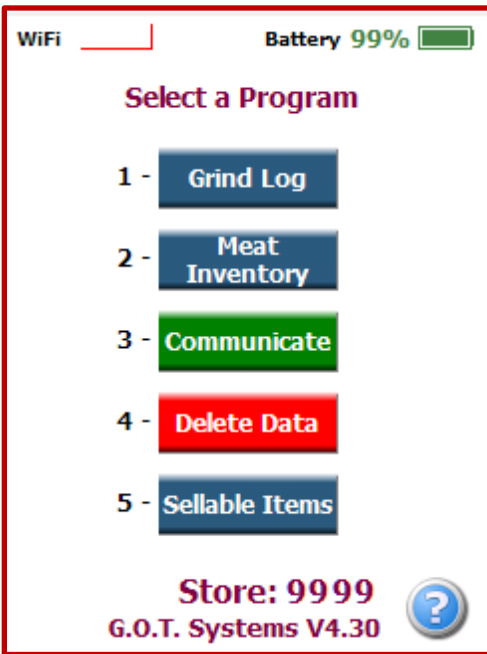 WiFi Battery 99%
Select a Program
1 - Grind Log
2 - Meat
Inventory
3 - Communicate
4 - Delete Data
5 - Sellable Items
Store: 9999
G.O.T. Systems V4.30
?